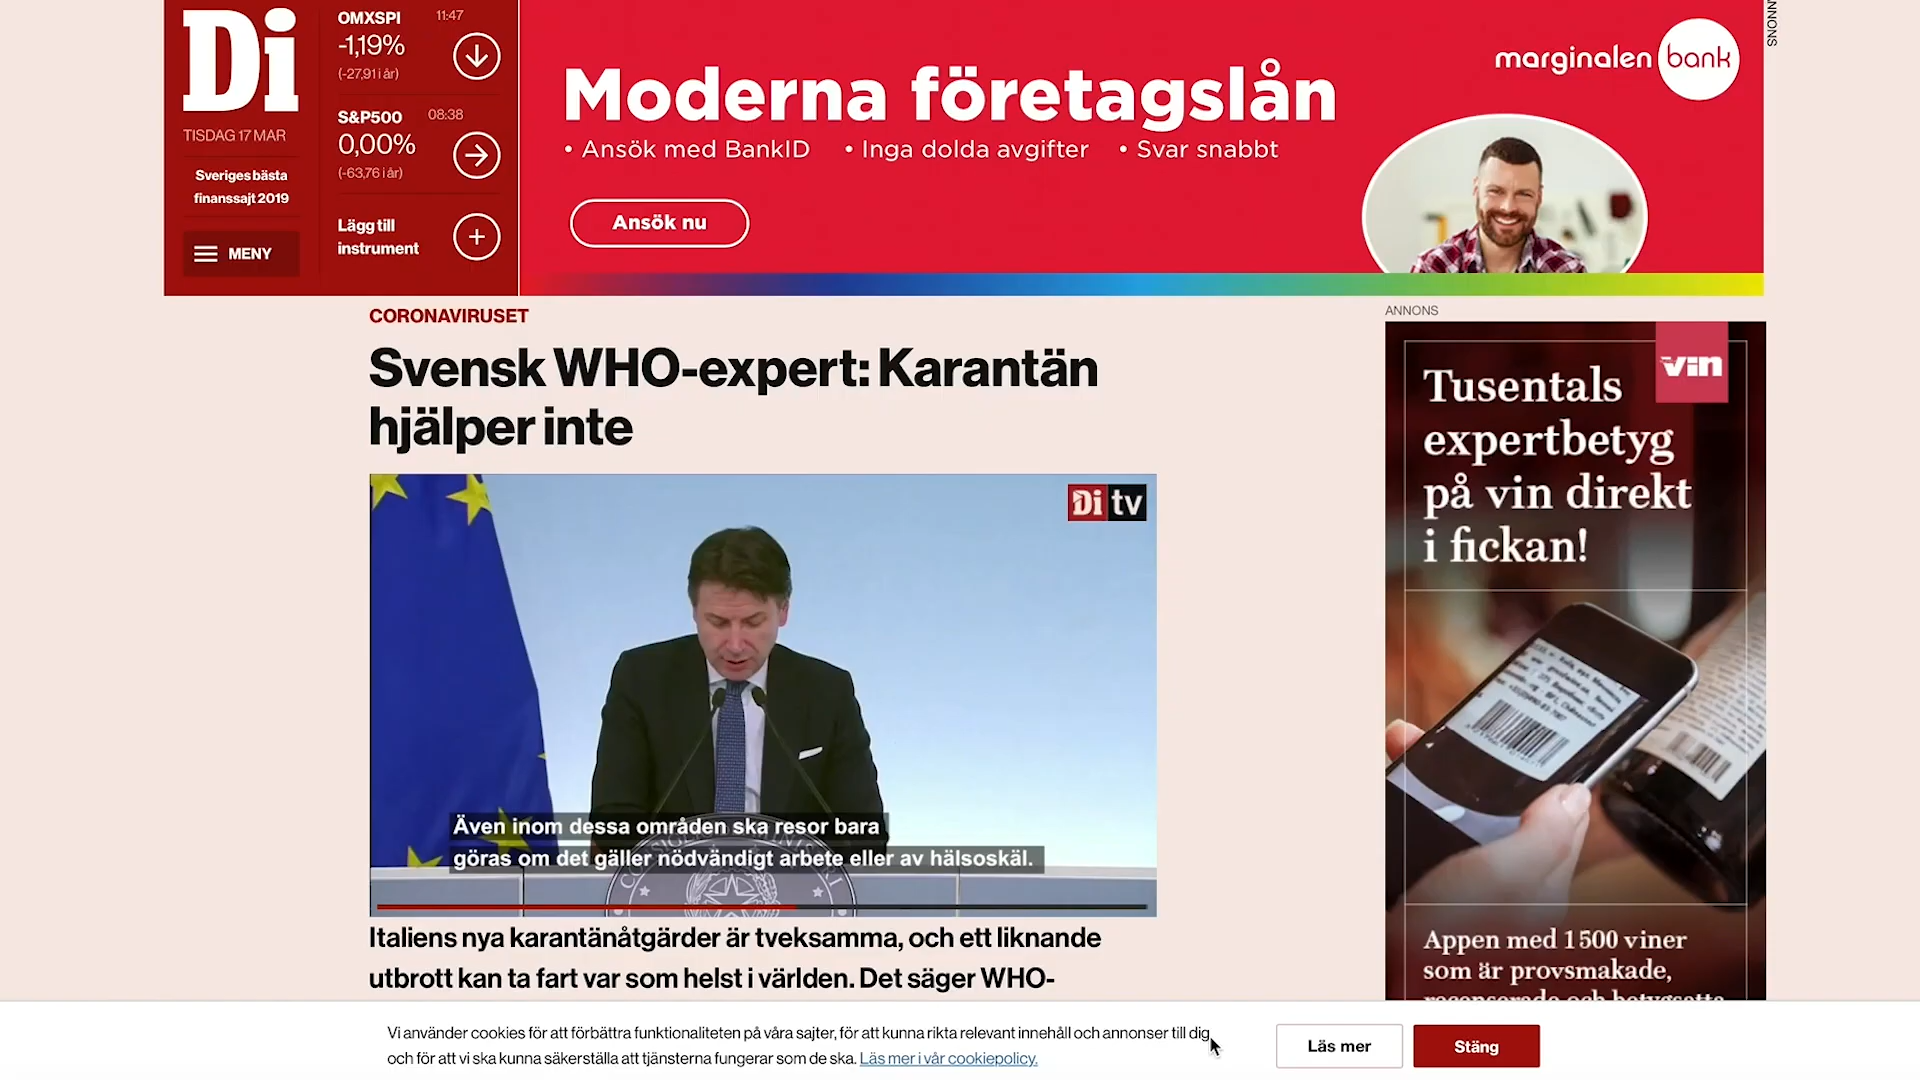 Di
TISDAG 17 MAR
Sveriges bästa
finanssajt 2019
MENY
OMXSPI 11:47
-1,19%
(-27,91 i år)
S&P500 08:38
0,00%
(-63,76 i år)
Lägg till
instrument
ANNONS
marginalen bank
Moderna företagslån
• Ansök med BankID • Inga dolda avgifter • Svar snabbt
Ansök nu
CORONAVIRUSET
Svensk WHO-expert: Karantän
hjälper inte
Di tv
Även inom dessa områden ska resor bara
göras om det gäller nödvändigt arbete eller av hälsoskäl.
Italiens nya karantänåtgärder är tveksamma, och ett liknande
utbrott kan ta fart var som helst i världen. Det säger WHO-
ANNONS
vin
Tusentals
expertbetyg
på vin direkt
i fickan!
Appen med 1500 viner
som är provsmakade,
recenserade och betygsatta
Vi använder cookies för att förbättra funktionaliteten på våra sajter, för att kunna rikta relevant innehåll och annonser till dig
och för att vi ska kunna säkerställa att tjänsterna fungerar som de ska. Läs mer i vår cookiepolicy.
Läs mer
Stäng